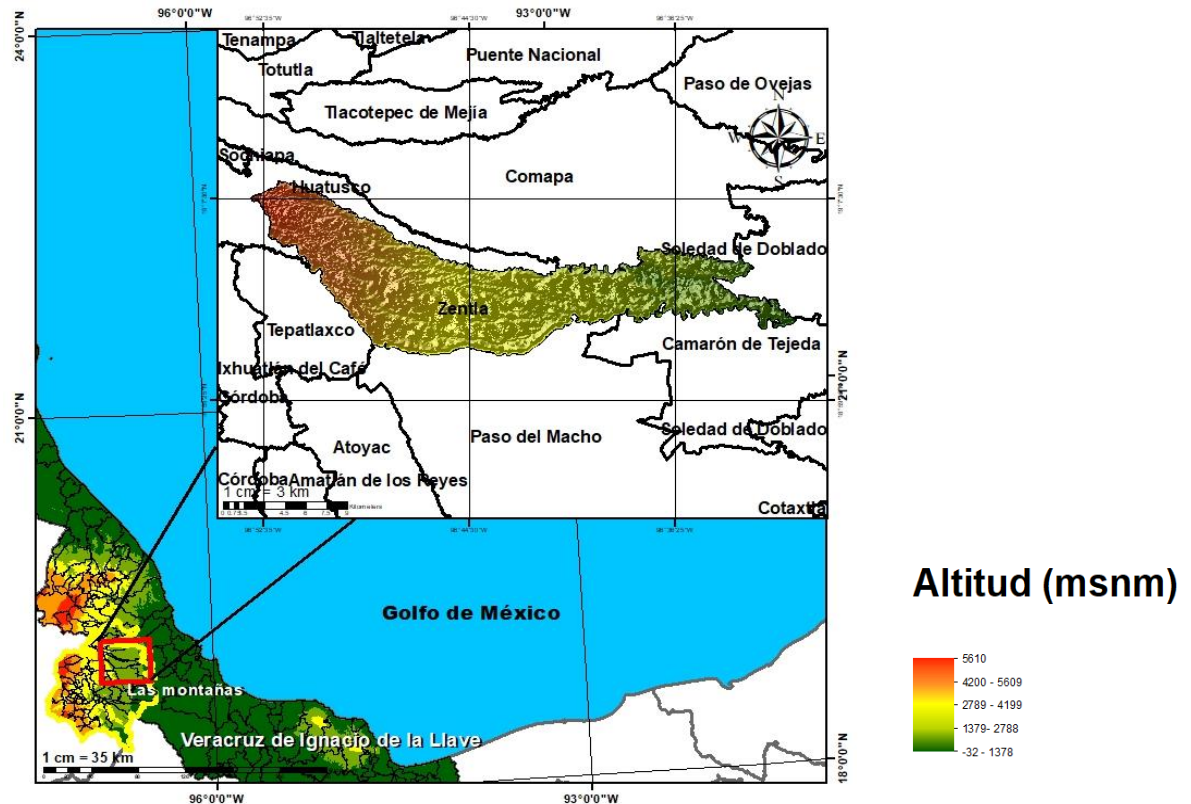 96°0'0"W 93°0'0"W
24°0'0"N
Tenampa Tlaltetela
Puente Nacional
Totutla
Paso de Ovejas
N
Tlacotepec de Mejía
W E
Sochiapa
S
Comapa
Huatusco
Soledad de Doblado
Zentla
Tepatlaxco
Camarón de Tejeda
Ixhuatlán del Café
21°0'0"N
Córdoba
21°0'0"N
Soledad de Doblado
Paso del Macho
Atoyac
Córdoba Amatlán de los Reyes
1 cm = 3 km
Kilometers
Cotaxtla
Golfo de México
Las montañas
Veracruz de Ignacio de la Llave
1 cm = 35 km
18°0'0"N
96°0'0"W 93°0'0"W
Altitud (msnm)
5610
4200 - 5609
2789 - 4199
1379- 2788
-32 - 1378